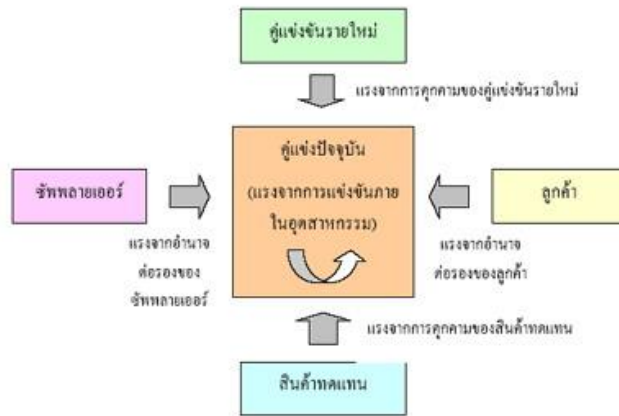 คู่แข่งขันรายใหม่
แรงจากการคุกคามของคู่แข่งขันรายใหม่
คู่แข่งปัจจุบัน
(แรงจากการแข่งขันภาย
ในอุตสาหกรรม)
ซัพพลายเออร์
แรงจากอำนาจ
ต่อรองของ
ซัพพลายเออร์
ลูกค้า
แรงจากอำนาจ
ต่อรองของลูกค้า
แรงจากการคุกคามของสินค้าทดแทน
สินค้าทดแทน